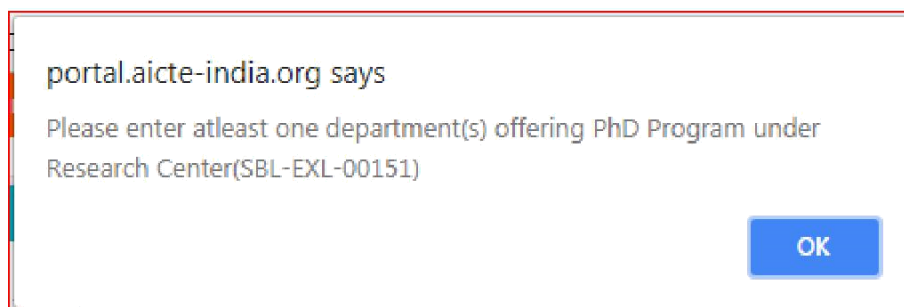 portal.aicte-india.org says
Please enter atleast one department(s) offering PhD Program under
Research Center(SBL-EXL-00151)
OK